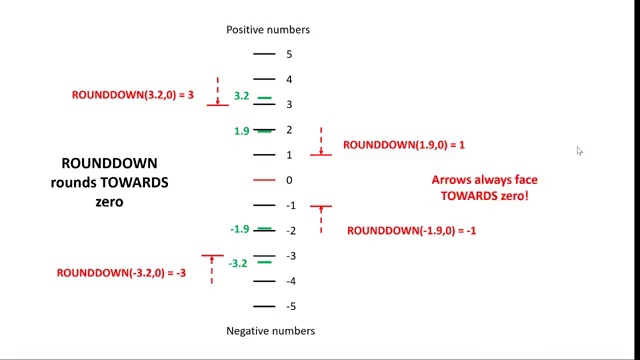 Positive numbers
5
4
ROUNDDOWN(3.2,0) = 3
3.2
3
1.9
2
ROUNDDOWN(1.9,0) = 1
1
ROUNDDOWN
rounds TOWARDS
zero
0
Arrows always face
TOWARDS zero!
-1
-1.9
-2
ROUNDDOWN(-1.9,0) = -1
-3
-3.2
ROUNDDOWN(-3.2,0) = -3
-4
-5
Negative numbers